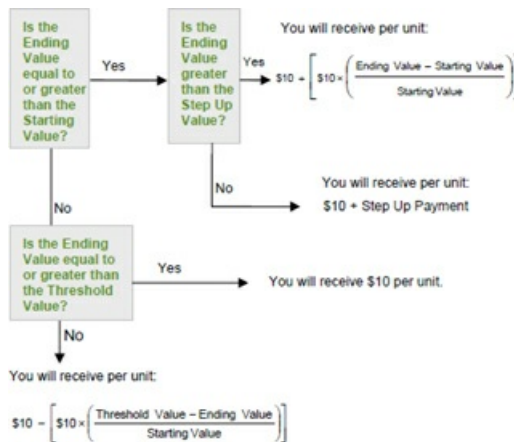 Is the
Ending
Value
equal to
or greater
than the
Starting
Value?
Yes
Is the
Ending
Value
greater
than the
Step Up
Value?
Yes
You will receive per unit:
$10 + [ $10 × ( Ending Value – Starting Value
Starting Value ) ]
No
You will receive per unit:
$10 + Step Up Payment
No
Is the Ending
Value equal to
or greater than
the Threshold
Value?
Yes
You will receive $10 per unit.
No
You will receive per unit:
$10 – [ $10 × ( Threshold Value – Ending Value
Starting Value ) ]